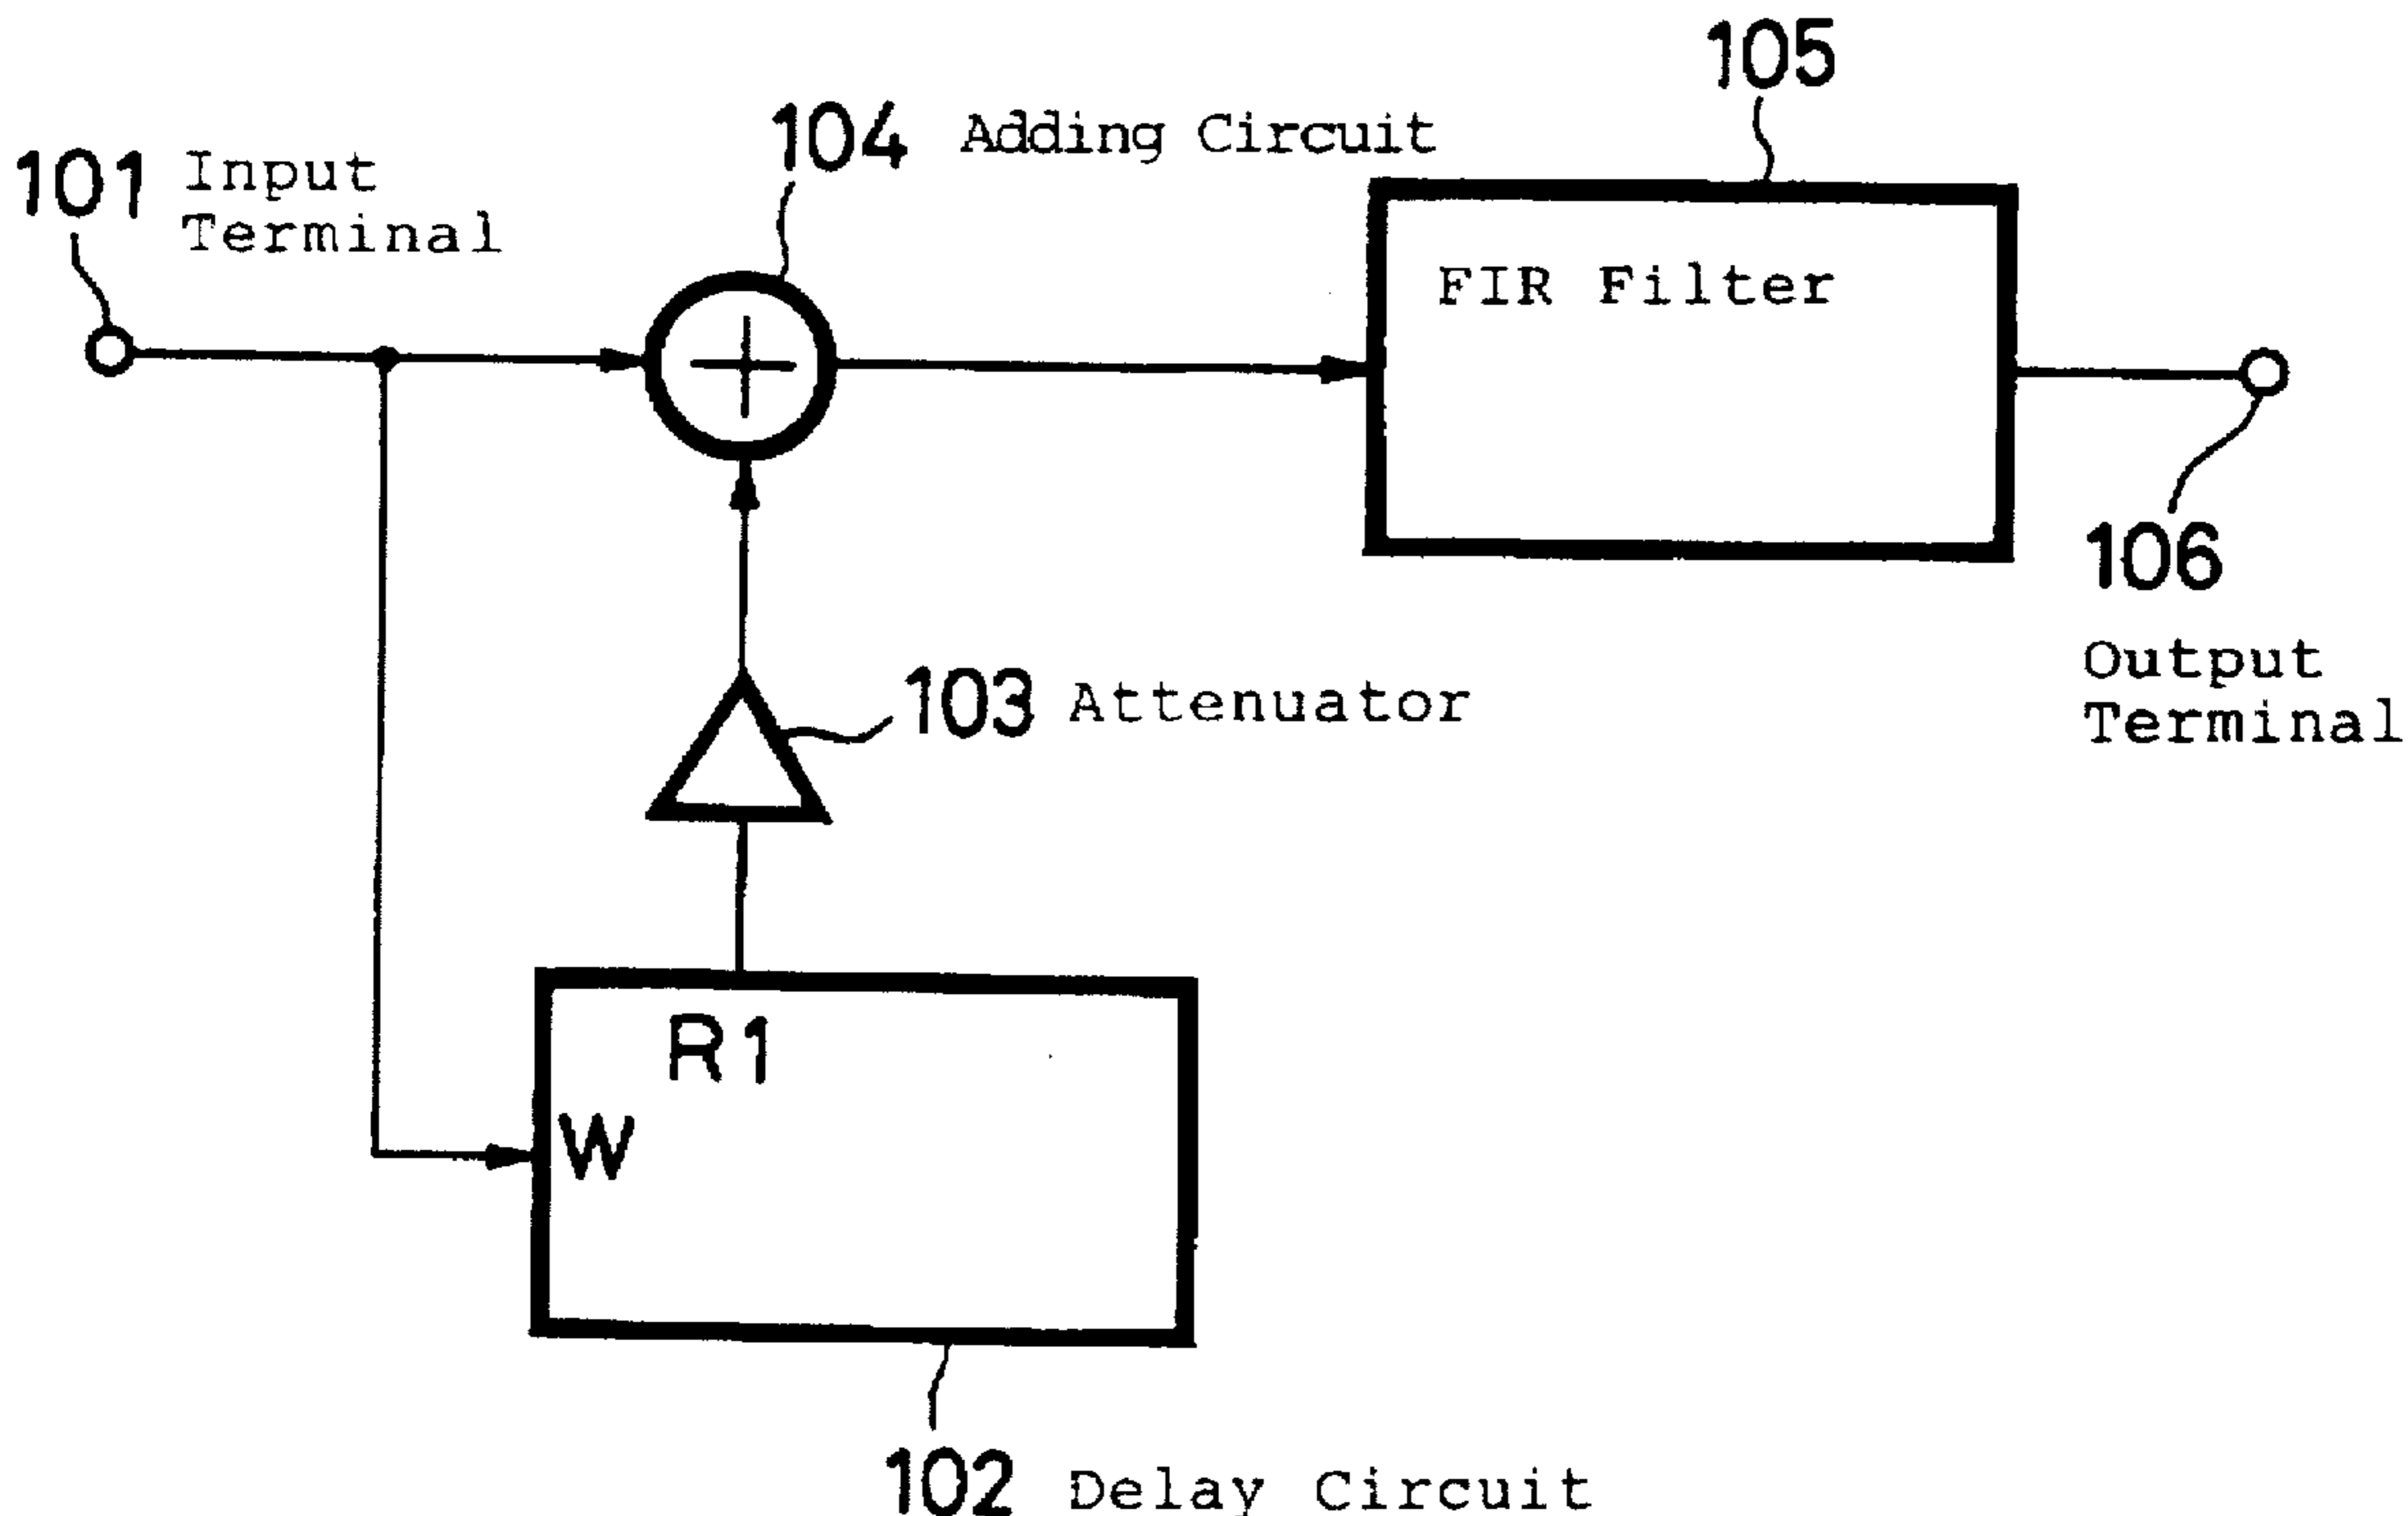 105
104 Adding Circuit
101 Input
Terminal
FIR Filter
106
Output
Terminal
103 Attenuator
R1
W
102 Delay Circuit